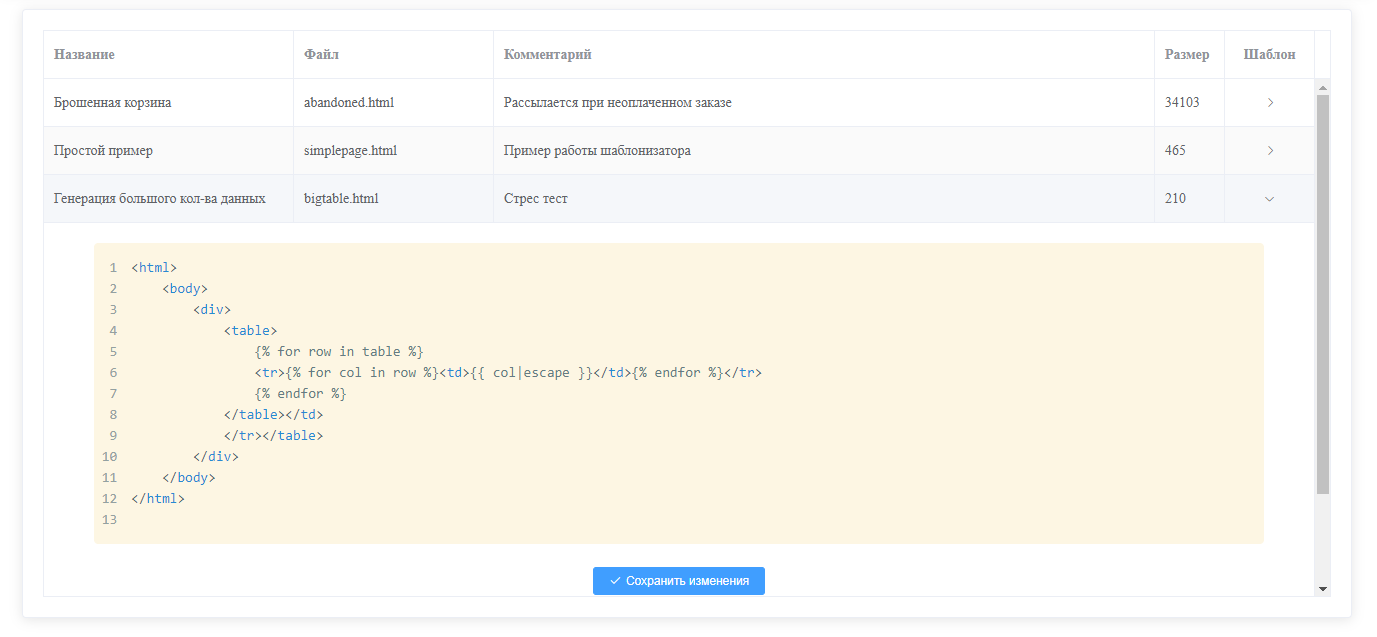 Название Файл Комментарий Размер Шаблон
Брошенная корзина abandoned.html Рассылается при неоплаченном заказе 34103
Простой пример simplepage.html Пример работы шаблонизатора 465
Генерация большого кол-ва данных bigtable.html Стрес тест 210
1 <html>
2     <body>
3         <div>
4             <table>
5                 {% for row in table %}
6                 <tr>{% for col in row %}<td>{{ col|escape }}</td>{% endfor %}</tr>
7                 {% endfor %}
8             </table></td>
9             </tr></table>
10         </div>
11     </body>
12 </html>
13
Сохранить изменения